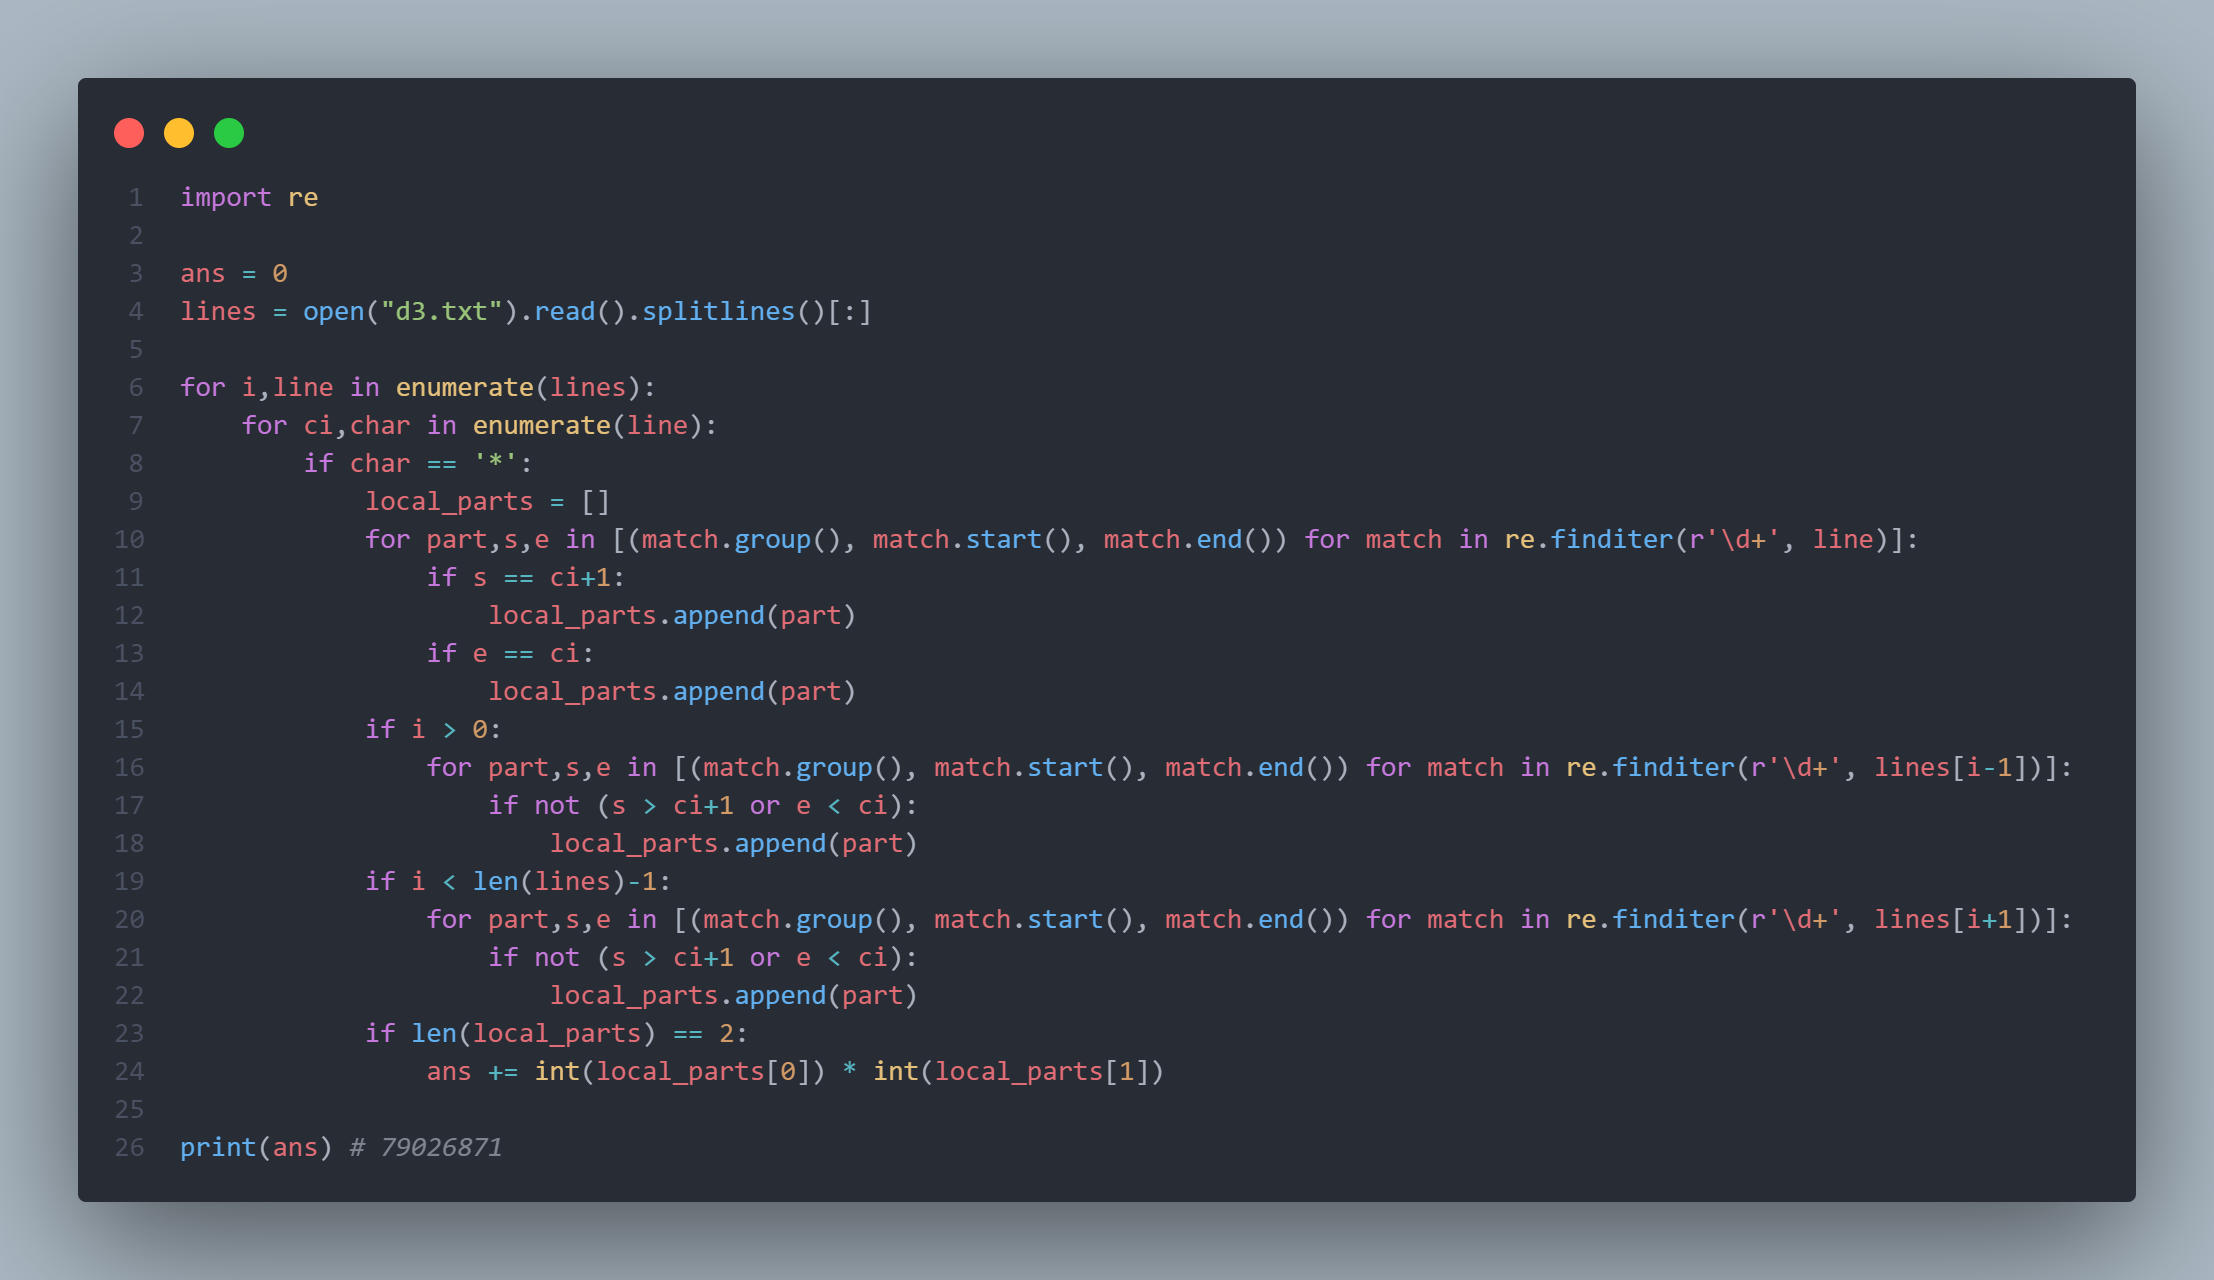 1 import re
2
3 ans = 0
4 lines = open("d3.txt").read().splitlines()[:]
5
6 for i,line in enumerate(lines):
7     for ci,char in enumerate(line):
8         if char == '*':
9             local_parts = []
10             for part,s,e in [(match.group(), match.start(), match.end()) for match in re.finditer(r'\d+', line)]:
11                 if s == ci+1:
12                     local_parts.append(part)
13                 if e == ci:
14                     local_parts.append(part)
15             if i > 0:
16                 for part,s,e in [(match.group(), match.start(), match.end()) for match in re.finditer(r'\d+', lines[i-1])]:
17                     if not (s > ci+1 or e < ci):
18                         local_parts.append(part)
19             if i < len(lines)-1:
20                 for part,s,e in [(match.group(), match.start(), match.end()) for match in re.finditer(r'\d+', lines[i+1])]:
21                     if not (s > ci+1 or e < ci):
22                         local_parts.append(part)
23             if len(local_parts) == 2:
24                 ans += int(local_parts[0]) * int(local_parts[1])
25
26 print(ans) # 79026871